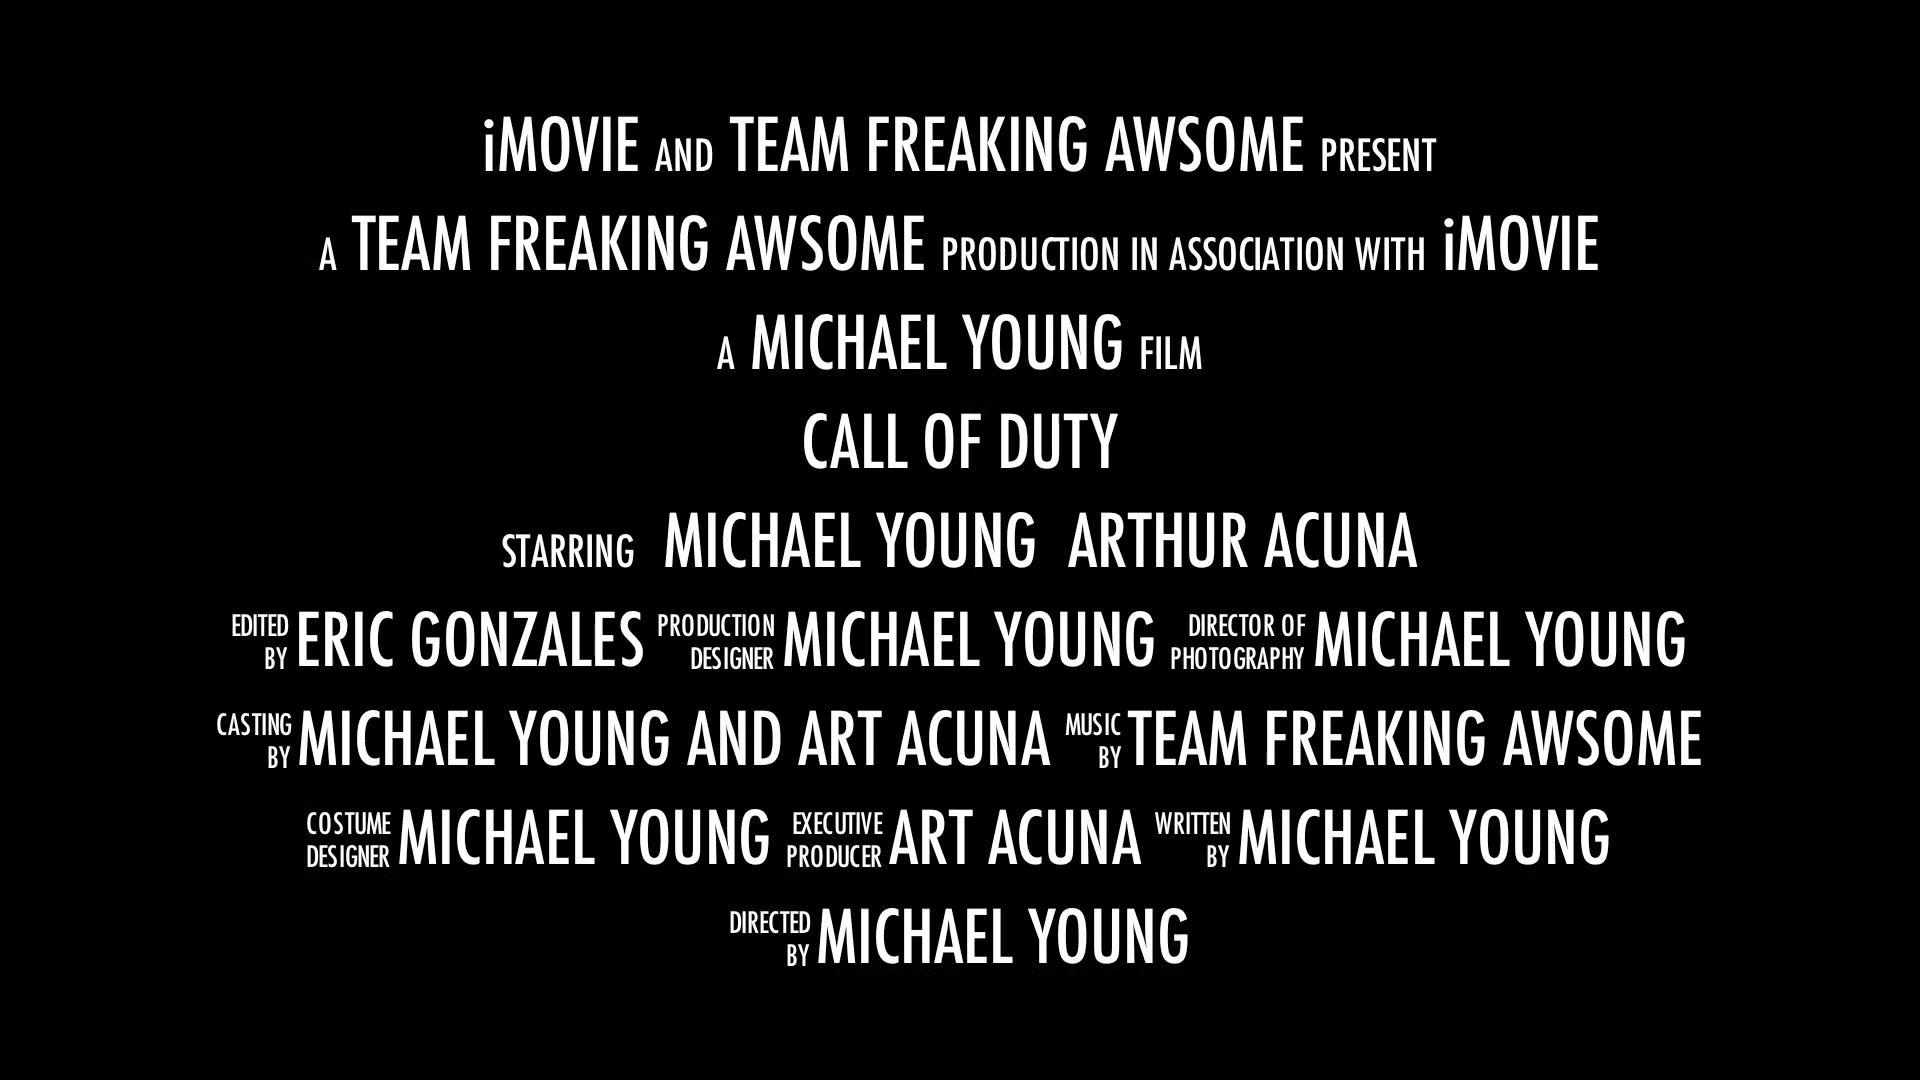 iMOVIE AND TEAM FREAKING AWSOME PRESENT
A TEAM FREAKING AWSOME PRODUCTION IN ASSOCIATION WITH iMOVIE
A MICHAEL YOUNG FILM
CALL OF DUTY
STARRING MICHAEL YOUNG ARTHUR ACUNA
EDITED BY ERIC GONZALES PRODUCTION DESIGNER MICHAEL YOUNG DIRECTOR OF PHOTOGRAPHY MICHAEL YOUNG
CASTING BY MICHAEL YOUNG AND ART ACUNA MUSIC BY TEAM FREAKING AWSOME
COSTUME DESIGNER MICHAEL YOUNG EXECUTIVE PRODUCER ART ACUNA WRITTEN BY MICHAEL YOUNG
DIRECTED BY MICHAEL YOUNG